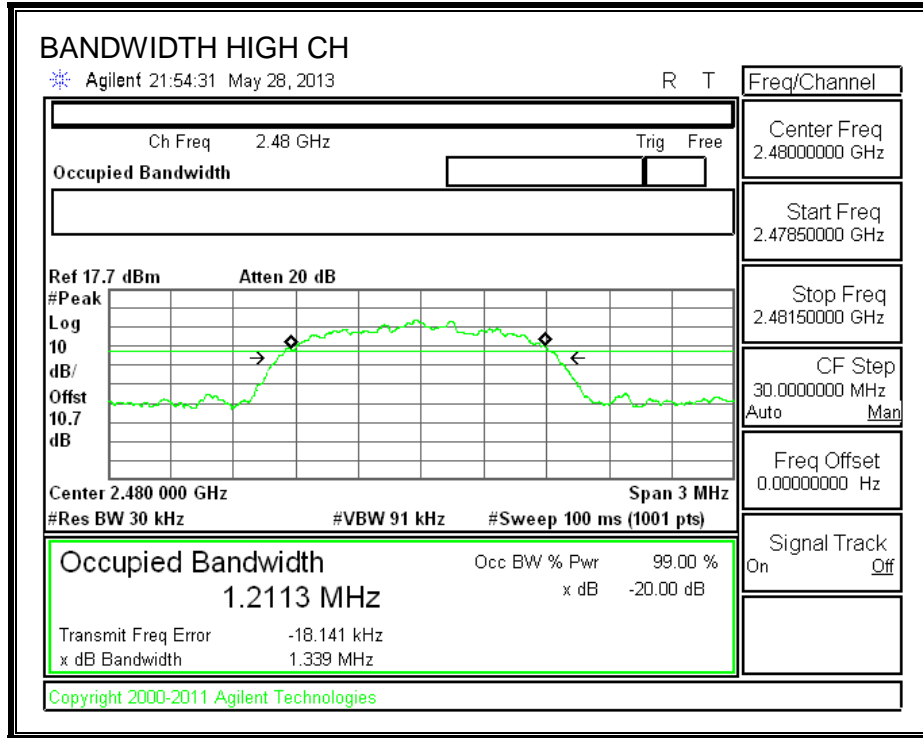 BANDWIDTH HIGH CH
Agilent 21:54:31 May 28, 2013 R T
Freq/Channel
Ch Freq 2.48 GHz Trig Free
Occupied Bandwidth
Center Freq
2.48000000 GHz
Start Freq
2.47850000 GHz
Stop Freq
2.48150000 GHz
CF Step
30.0000000 MHz
Auto Man
Freq Offset
0.00000000 Hz
Signal Track
On Off
Ref 17.7 dBm Atten 20 dB
#Peak
Log
10
dB/
Offst
10.7
dB
Center 2.480 000 GHz Span 3 MHz
#Res BW 30 kHz #VBW 91 kHz #Sweep 100 ms (1001 pts)
Occupied Bandwidth Occ BW % Pwr 99.00 %
1.2113 MHz x dB -20.00 dB
Transmit Freq Error -18.141 kHz
x dB Bandwidth 1.339 MHz
Copyright 2000-2011 Agilent Technologies